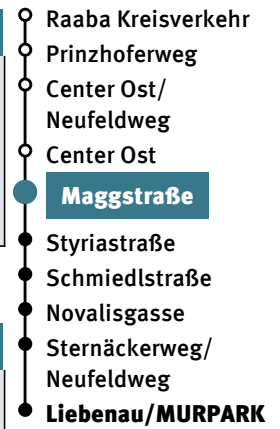 Raaba Kreisverkehr
Prinzhoferweg
Center Ost/
Neufeldweg
Center Ost
Maggstraße
Styriastraße
Schmiedlstraße
Novalisgasse
Sternäckerweg/
Neufeldweg
Liebenau/MURPARK